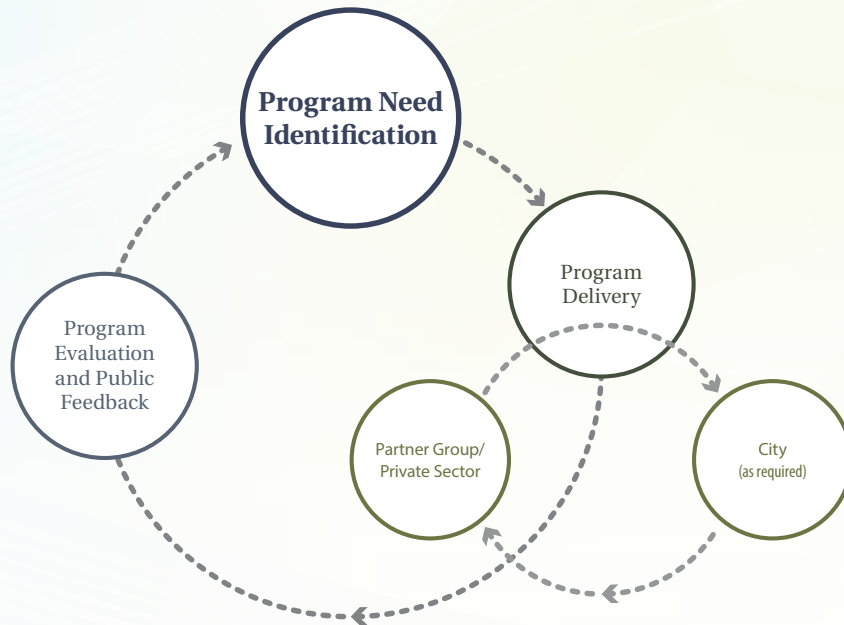 Program Need
Identification
Program
Delivery
Program
Evaluation
and Public
Feedback
Partner Group/
Private Sector
City
(as required)